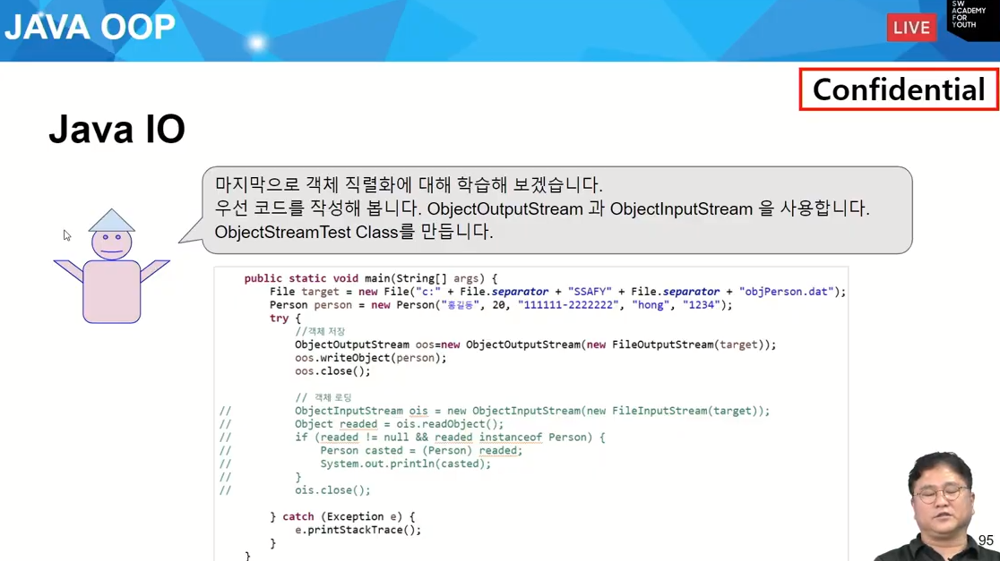 JAVA OOP
LIVE
SW
ACADEMY
FOR
YOUTH
Confidential
Java IO
마지막으로 객체 직렬화에 대해 학습해 보겠습니다.
우선 코드를 작성해 봅니다. ObjectOutputStream 과 ObjectInputStream 을 사용합니다.
ObjectStreamTest Class를 만듭니다.
public static void main(String[] args) {
File target = new File("c:" + File.separator + "SSAFY" + File.separator + "objPerson.dat");
Person person = new Person("홍길동", 20, "111111-2222222", "hong", "1234");
try {
//객체 저장
ObjectOutputStream oos=new ObjectOutputStream(new FileOutputStream(target));
oos.writeObject(person);
oos.close();
// 객체 로딩
// ObjectInputStream ois = new ObjectInputStream(new FileInputStream(target));
// Object readed = ois.readObject();
// if (readed != null && readed instanceof Person) {
// Person casted = (Person) readed;
// System.out.println(casted);
// }
// ois.close();
} catch (Exception e) {
e.printStackTrace();
}
}
95